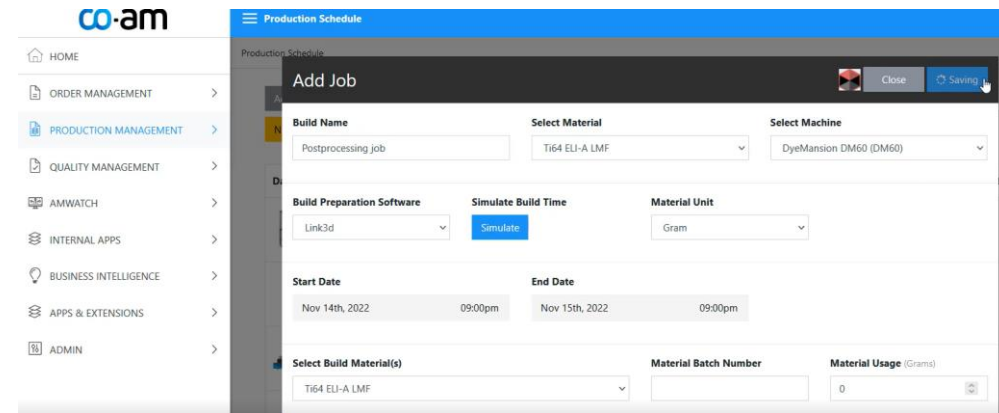 co·am
Production Schedule
HOME
Production Schedule
Add Job
Close
Saving
ORDER MANAGEMENT
Build Name
Select Material
Select Machine
PRODUCTION MANAGEMENT
Postprocessing job
Ti64 ELI-A LMF
DyeMansion DM60 (DM60)
QUALITY MANAGEMENT
AMWATCH
Build Preparation Software
Simulate Build Time
Material Unit
Link3d
Simulate
Gram
INTERNAL APPS
BUSINESS INTELLIGENCE
Start Date
End Date
Nov 14th, 2022
09:00pm
Nov 15th, 2022
09:00pm
APPS & EXTENSIONS
ADMIN
Select Build Material(s)
Material Batch Number
Material Usage (Grams)
Ti64 ELI-A LMF
0